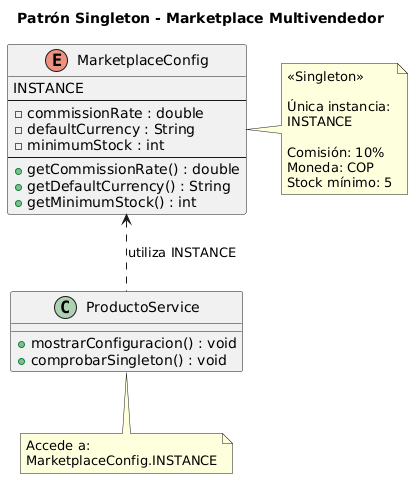 Patrón Singleton - Marketplace Multivendedor
E MarketplaceConfig
INSTANCE
commissionRate : double
defaultCurrency : String
minimumStock : int
getCommissionRate() : double
getDefaultCurrency() : String
getMinimumStock() : int
«Singleton»
Única instancia:
INSTANCE
Comisión: 10%
Moneda: COP
Stock mínimo: 5
utiliza INSTANCE
C ProductoService
mostrarConfiguracion() : void
comprobarSingleton() : void
Accede a:
MarketplaceConfig.INSTANCE